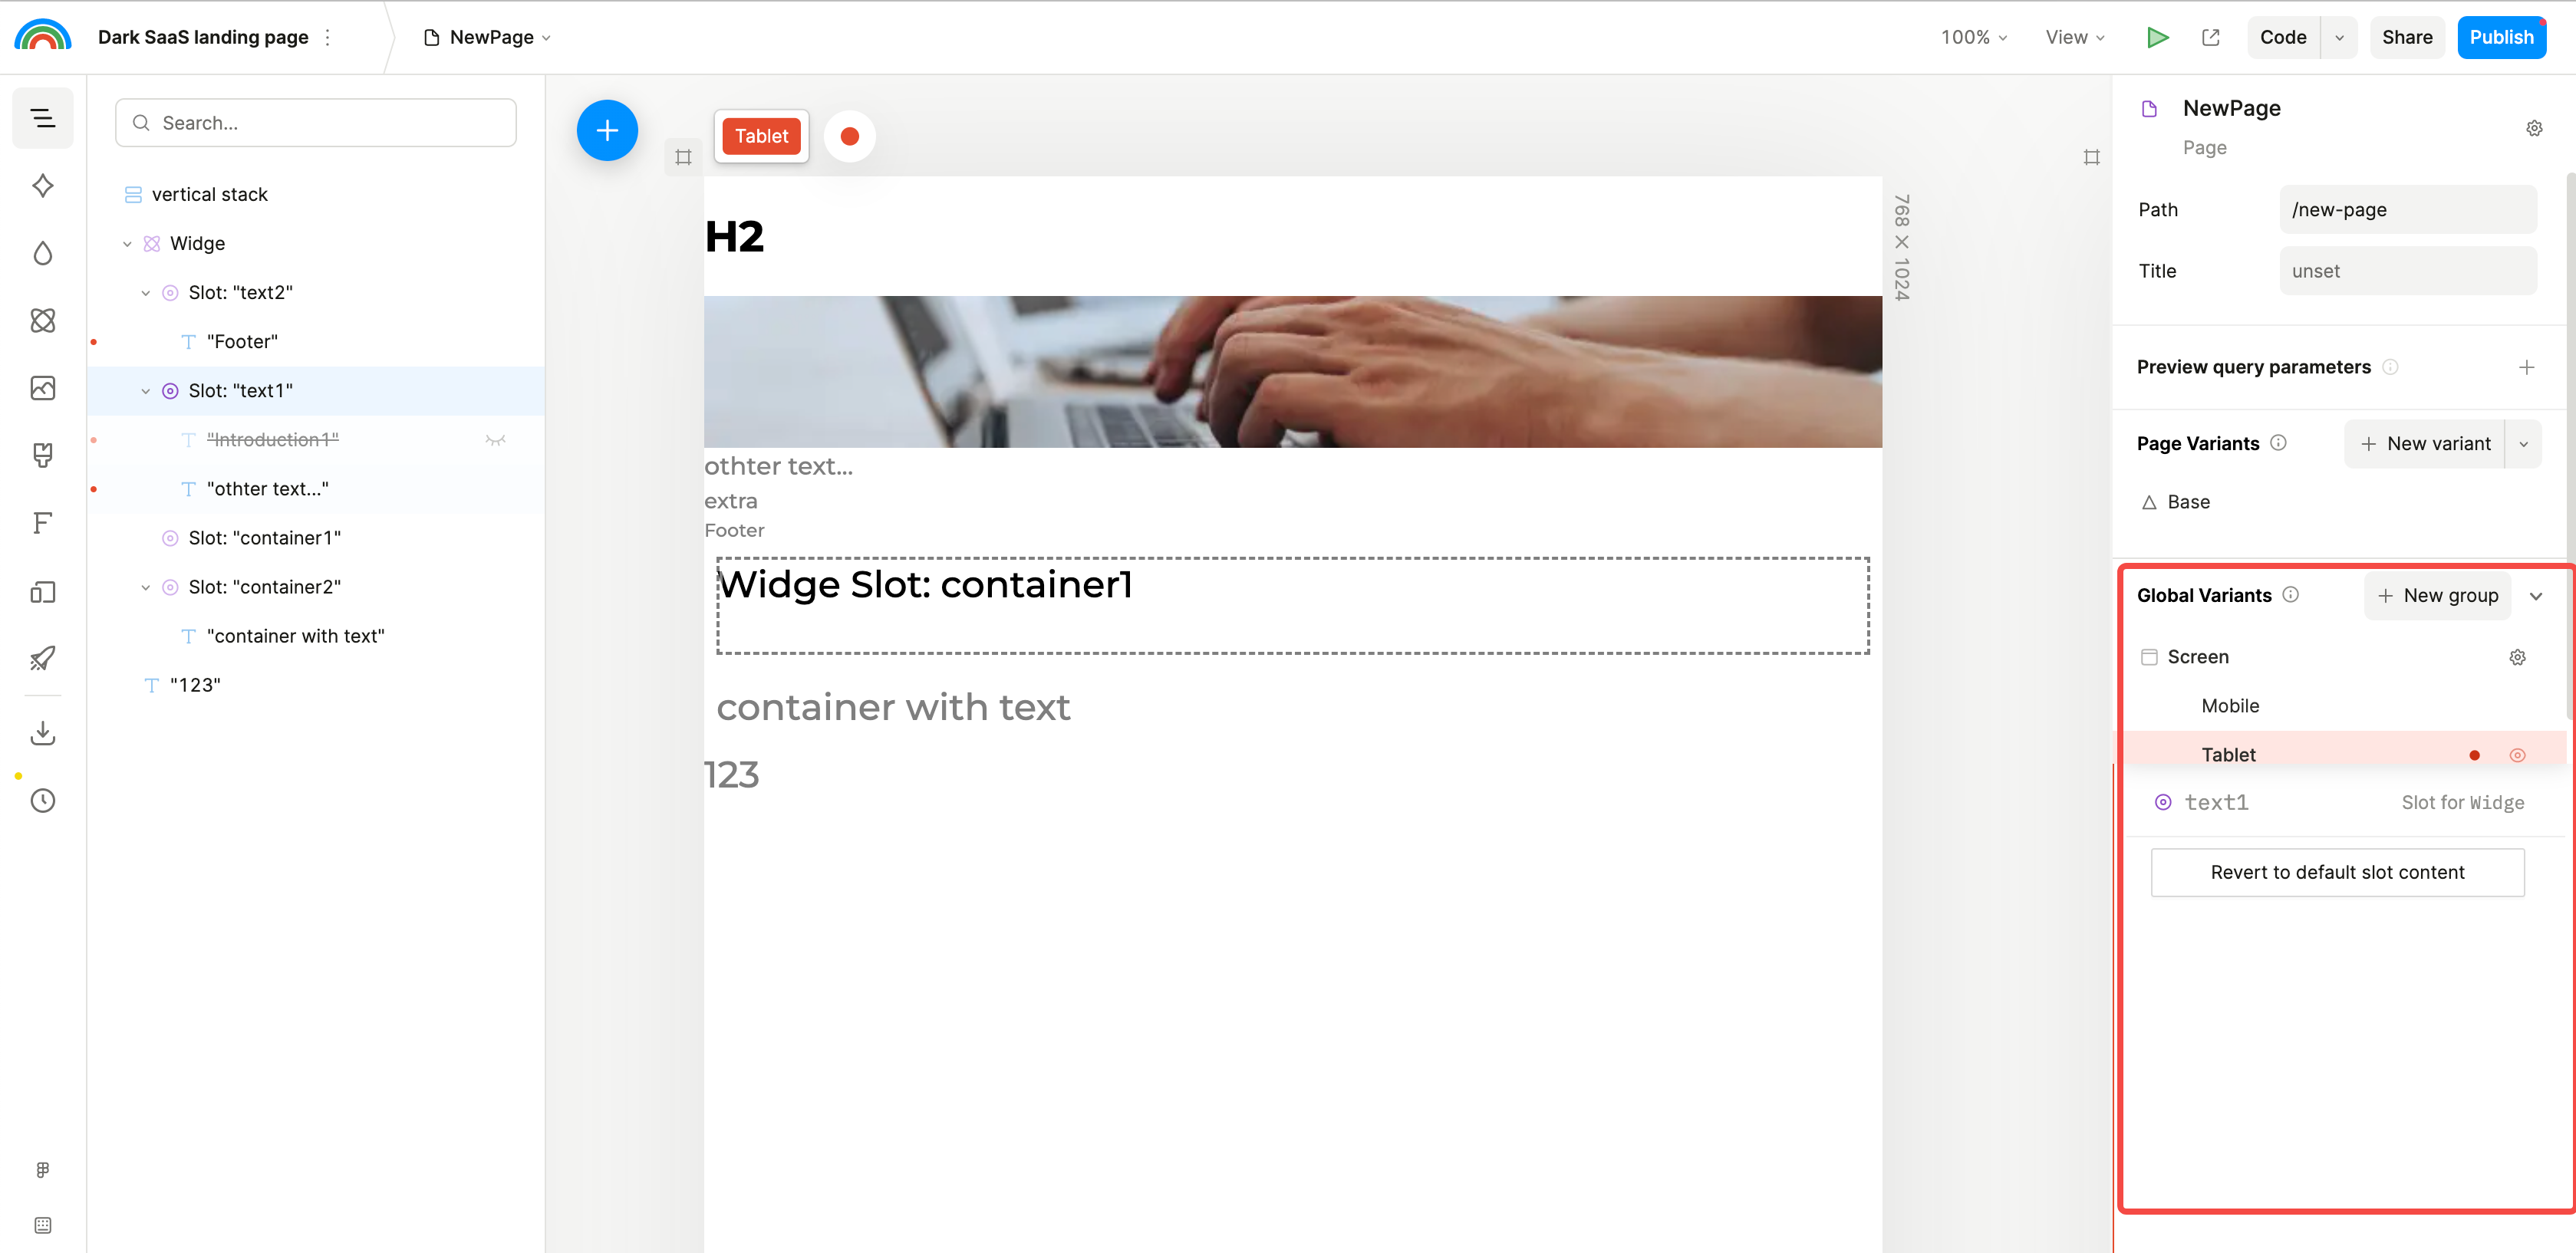 Dark SaaS landing page
NewPage
100%
View
Code
Share
Publish
Search...
vertical stack
Widge
Slot: "text2"
"Footer"
Slot: "text1"
"Introduction1"
"othter text..."
Slot: "container1"
Slot: "container2"
"container with text"
"123"
Tablet
768 × 1024
H2
othter text...
extra
Footer
Widge Slot: container1
container with text
123
NewPage
Page
Path
/new-page
Title
unset
Preview query parameters
Page Variants
New variant
Base
Global Variants
New group
Screen
Mobile
Tablet
text1
Slot for Widge
Revert to default slot content